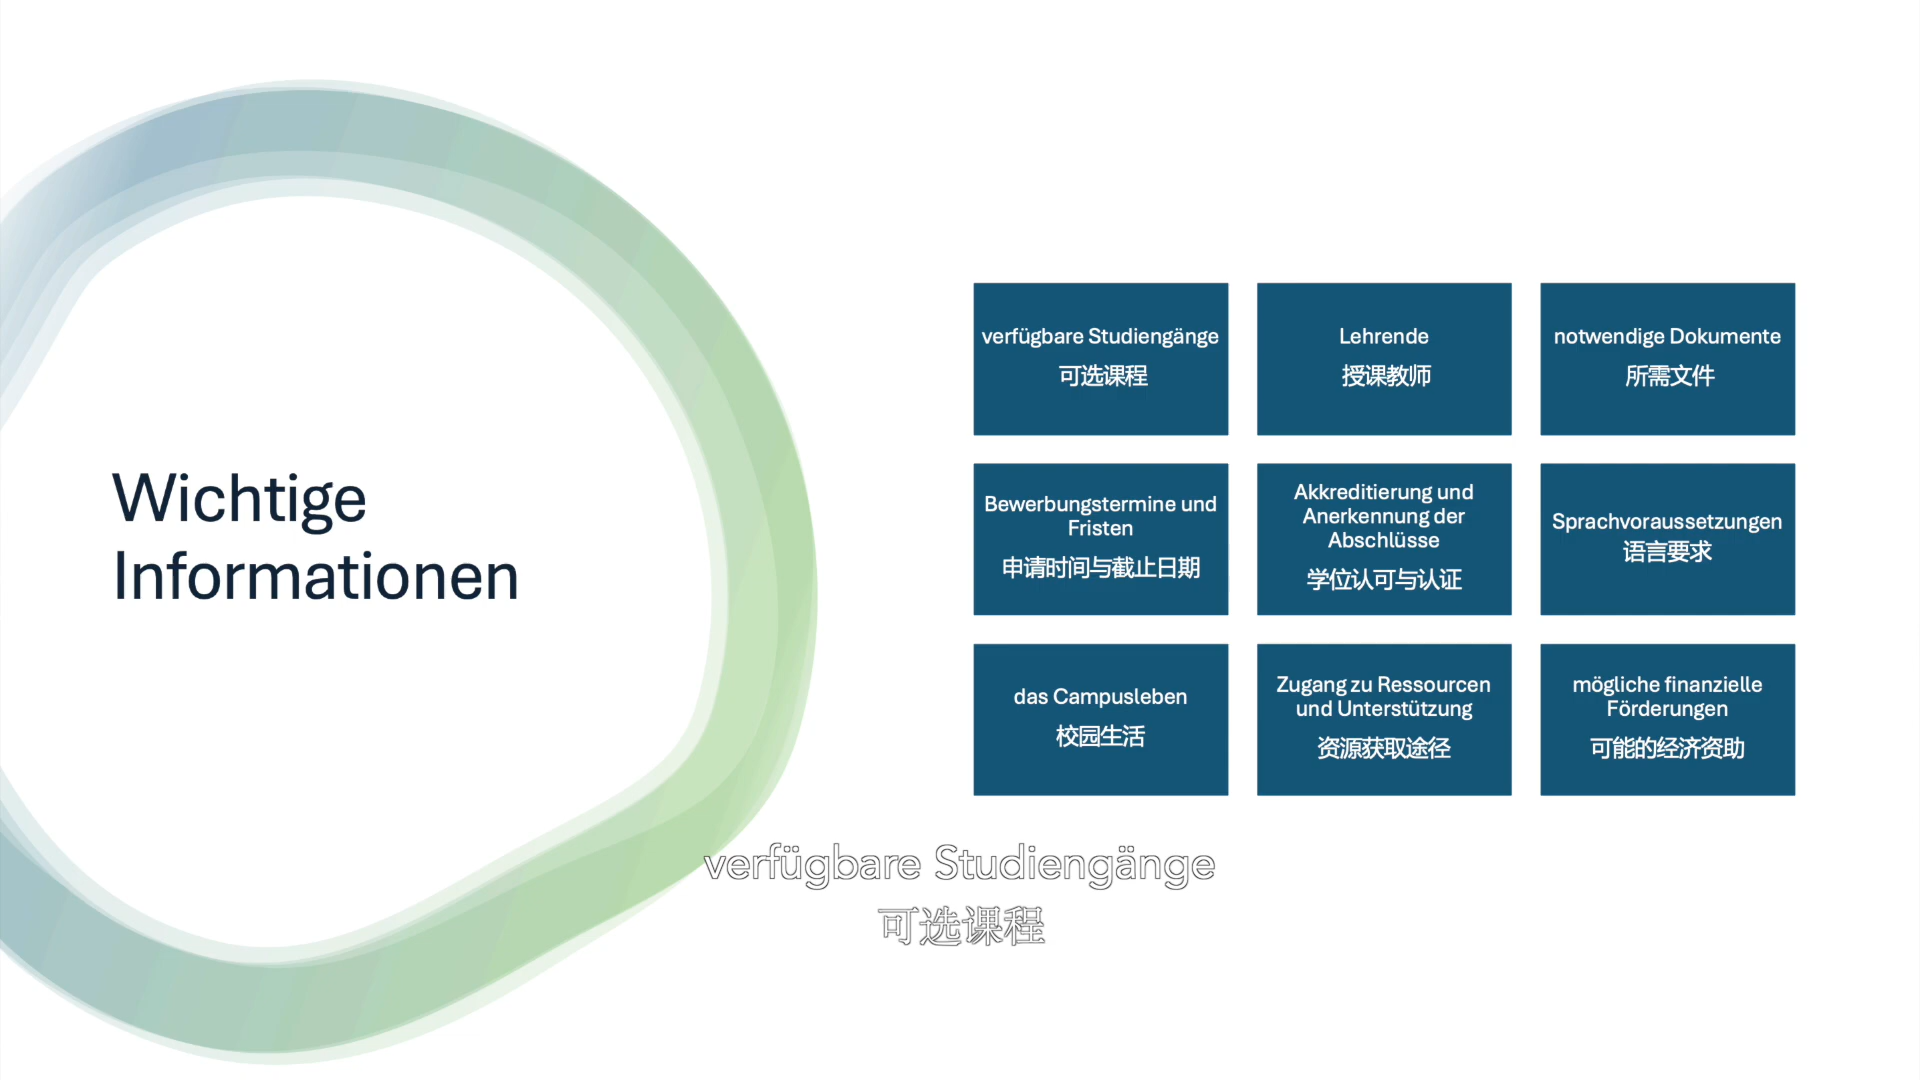 Wichtige
Informationen
verfügbare Studiengänge
可选课程
Lehrende
授课教师
notwendige Dokumente
所需文件
Bewerbungstermine und
Fristen
申请时间与截止日期
Akkreditierung und
Anerkennung der
Abschlüsse
学位认可与认证
Sprachvoraussetzungen
语言要求
das Campusleben
校园生活
Zugang zu Ressourcen
und Unterstützung
资源获取途径
mögliche finanzielle
Förderungen
可能的经济资助
verfügbare Studiengänge
可选课程